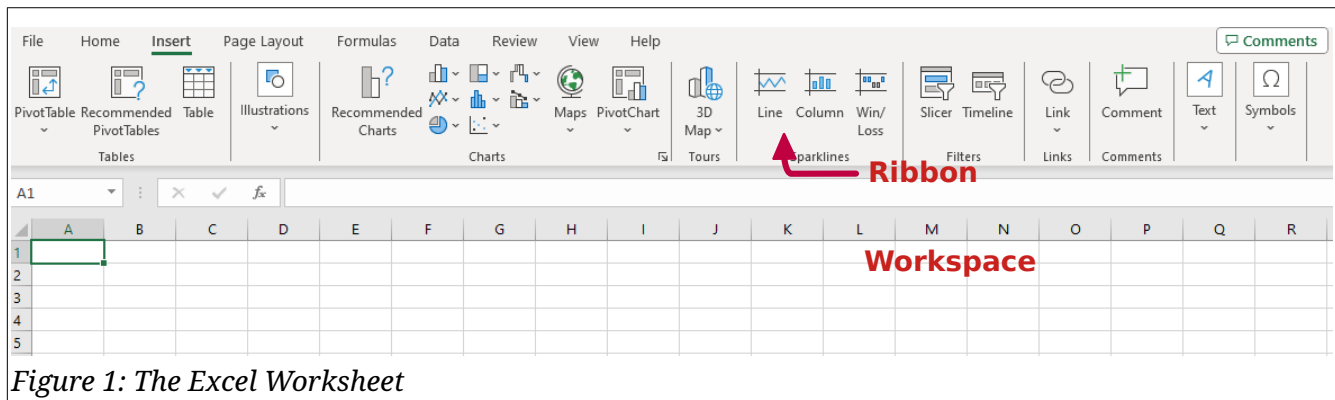 File Home Insert Page Layout Formulas Data Review View Help Comments
PivotTable Recommended PivotTables Table Illustrations Recommended Charts Maps PivotChart 3D Map Line Column Win/Loss Slicer Timeline Link Comment Text Symbols
Tables Charts Tours Sparklines Filters Links Comments
Ribbon
A1 fx
A B C D E F G H I J K L M N O P Q R
1
Workspace
2
3
4
5
Figure 1: The Excel Worksheet